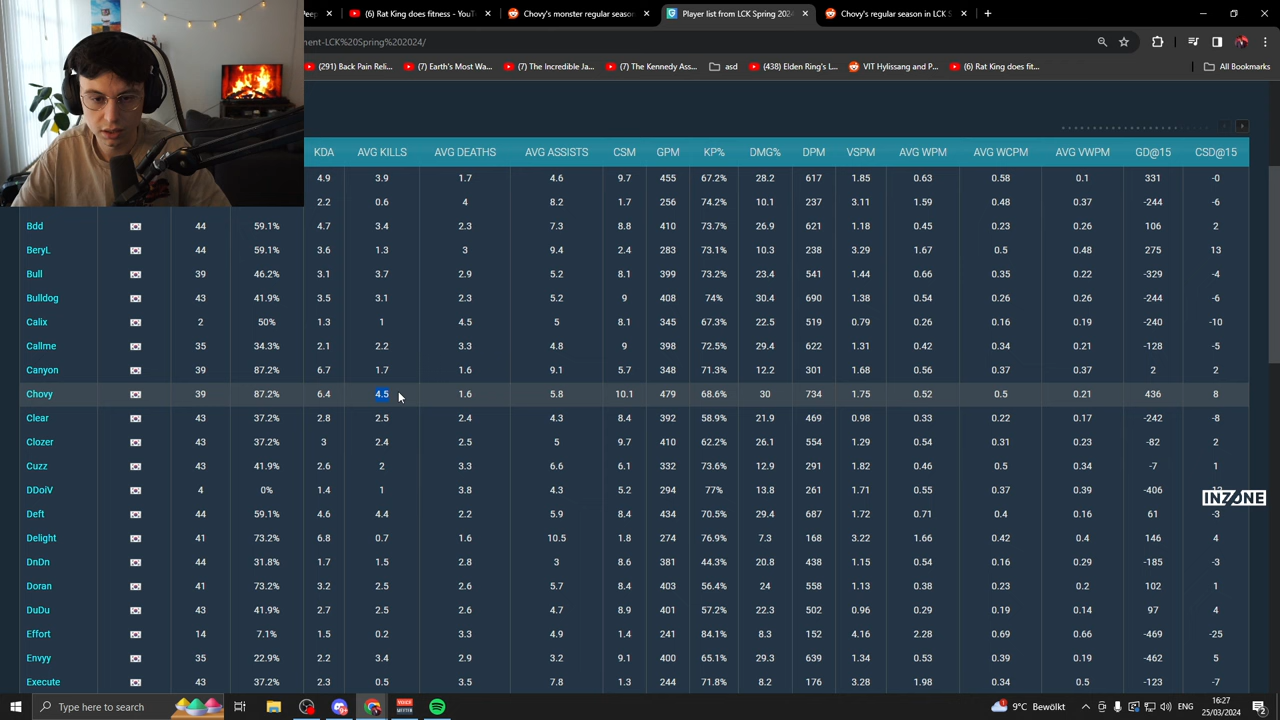 eep
(6) Rat King does fitness - YouT
Chovy's monster regular seaso
Player list from LCK Spring 202
Chovy's regular season in LCK S
ment-LCK%20Spring%202024/
(291) Back Pain Reli...
(7) Earth's Most Wa...
(7) The Incredible Ja...
(7) The Kennedy Ass...
asd
(438) Elden Ring's L...
VIT Hylissang and P...
(6) Rat King does fit...
All Bookmarks
KDA AVG KILLS AVG DEATHS AVG ASSISTS CSM GPM KP% DMG% DPM VSPM AVG WPM AVG WCPM AVG VWPM GD@15 CSD@15
4.9 3.9 1.7 4.6 9.7 455 67.2% 28.2 617 1.85 0.63 0.58 0.1 331 -0
2.2 0.6 4 8.2 1.7 256 74.2% 10.1 237 3.11 1.59 0.48 0.37 -244 -6
Bdd 44 59.1% 4.7 3.4 2.3 7.3 8.8 410 73.7% 26.9 621 1.18 0.45 0.23 0.26 106 2
BeryL 44 59.1% 3.6 1.3 3 9.4 2.4 283 73.1% 10.3 238 3.29 1.67 0.5 0.48 275 13
Bull 39 46.2% 3.1 3.7 2.9 5.2 8.1 399 73.2% 23.4 541 1.44 0.66 0.35 0.22 -329 -4
Bulldog 43 41.9% 3.5 3.1 2.3 5.2 9 408 74% 30.4 690 1.38 0.54 0.26 0.26 -244 -6
Calix 2 50% 1.3 1 4.5 5 8.1 345 67.3% 22.5 519 0.79 0.26 0.16 0.19 -240 -10
Callme 35 34.3% 2.1 2.2 3.3 4.8 9 398 72.5% 29.4 622 1.31 0.42 0.34 0.21 -128 -5
Canyon 39 87.2% 6.7 1.7 1.6 9.1 5.7 348 71.3% 12.2 301 1.68 0.56 0.37 0.37 2 2
Chovy 39 87.2% 6.4 4.5 1.6 5.8 10.1 479 68.6% 30 734 1.75 0.52 0.5 0.21 436 8
Clear 43 37.2% 2.8 2.5 2.4 4.3 8.4 392 58.9% 21.9 469 0.98 0.33 0.22 0.17 -242 -8
Clozer 43 37.2% 3 2.4 2.5 5 9.7 410 62.2% 26.1 554 1.29 0.54 0.31 0.23 -82 2
Cuzz 43 41.9% 2.6 2 3.3 6.6 6.1 332 73.6% 12.9 291 1.82 0.46 0.5 0.34 -7 1
DDoiV 4 0% 1.4 1 3.8 4.3 5.2 294 77% 13.8 261 1.71 0.55 0.37 0.39 -406
INZONE
Deft 44 59.1% 4.6 4.4 2.2 5.9 8.4 434 70.5% 29.4 687 1.72 0.71 0.4 0.16 61 -3
Delight 41 73.2% 6.8 0.7 1.6 10.5 1.8 274 76.9% 7.3 168 3.22 1.66 0.42 0.4 146 4
DnDn 44 31.8% 1.7 1.5 2.8 3 8.6 381 44.3% 20.8 438 1.15 0.54 0.16 0.29 -185 -3
Doran 41 73.2% 3.2 2.5 2.6 5.7 8.4 403 56.4% 24 558 1.13 0.38 0.23 0.2 102 1
DuDu 43 41.9% 2.7 2.5 2.6 4.7 8.9 401 57.2% 22.3 502 0.96 0.29 0.19 0.14 97 4
Effort 14 7.1% 1.5 0.2 3.3 4.9 1.4 241 84.1% 8.3 152 4.16 2.28 0.69 0.66 -469 -25
Envyy 35 22.9% 2.2 3.4 2.9 3.2 9.1 400 65.1% 29.3 639 1.34 0.53 0.39 0.19 -462 5
Execute 43 37.2% 2.3 0.5 3.5 7.8 1.3 244 71.8% 8.2 176 3.28 1.98 0.34 0.5 -123 -7
Type here to search
VOICE MEETER
9°C Bewolkt
ENG
16:27
25/03/2024